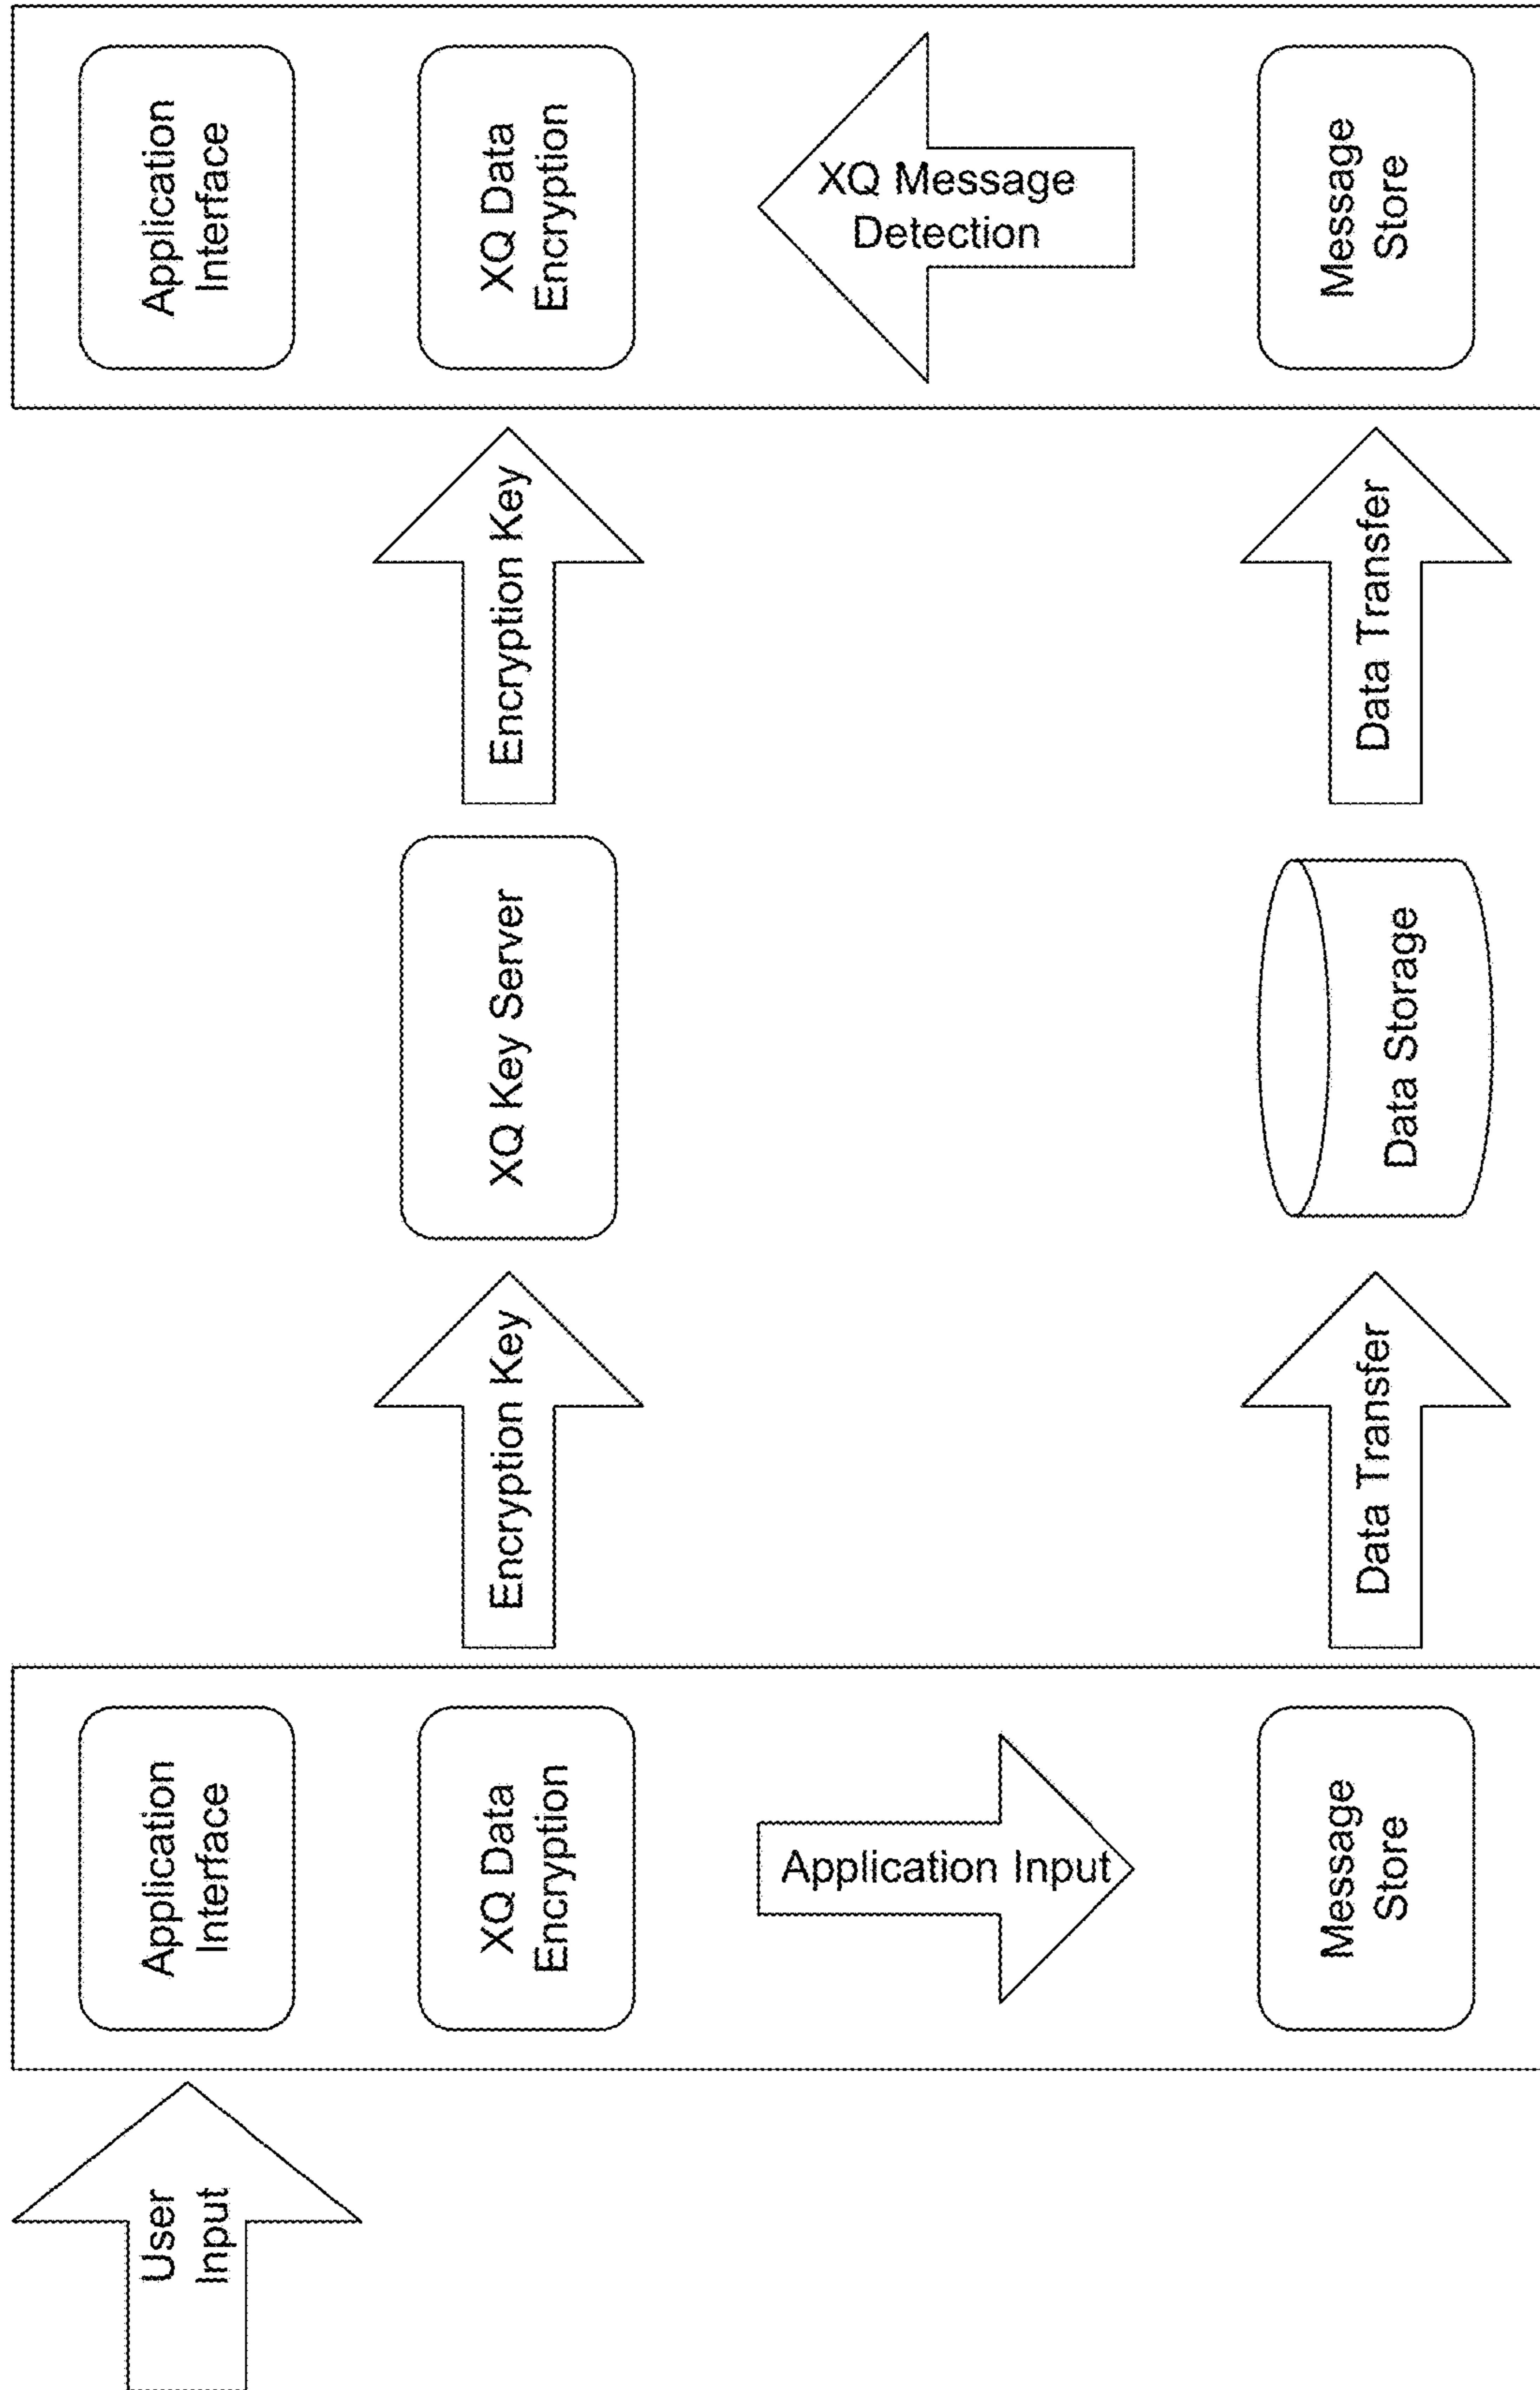 User
Input
Application
Interface
Application
Interface
XQ Data
Encryption
Encryption Key
XQ Key Server
Encryption Key
XQ Data
Encryption
Application Input
XQ Message
Detection
Message
Store
Data Transfer
Data Storage
Data Transfer
Message
Store